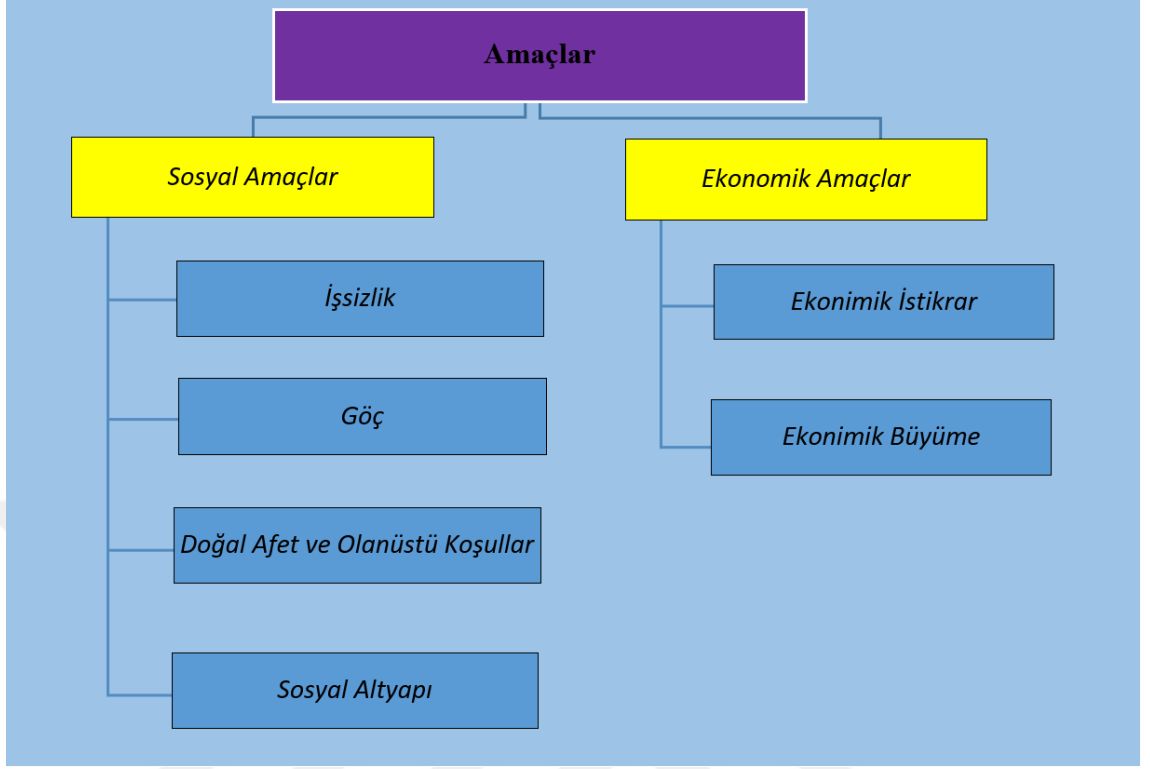 Amaçlar
Sosyal Amaçlar
İşsizlik
Göç
Doğal Afet ve Olanüstü Koşullar
Sosyal Altyapı
Ekonomik Amaçlar
Ekonimik İstikrar
Ekonimik Büyüme